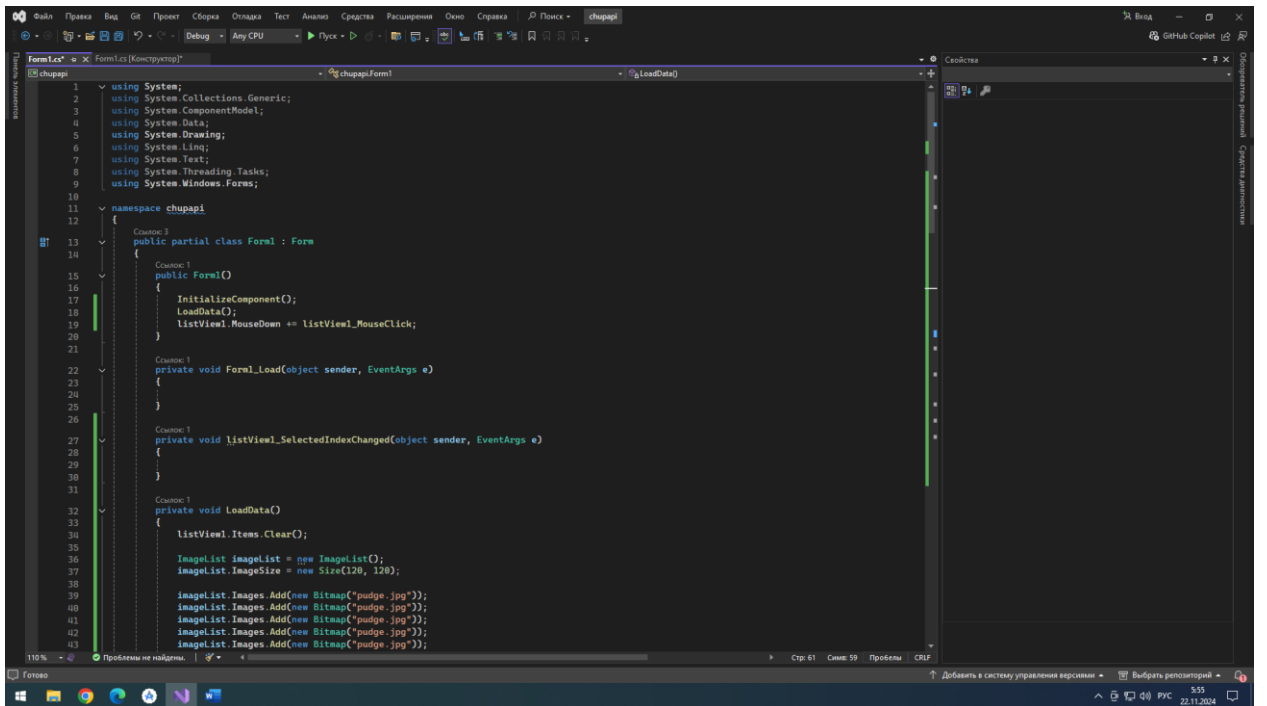 Файл Правка Вид Git Проект Сборка Отладка Тест Анализ Средства Расширения Окно Справка Поиск chupapi Вход
Debug Any CPU Пуск GitHub Copilot
Form1.cs* Form1.cs [Конструктор]* Свойства
chupapi chupapi.Form1 LoadData()
Панель элементов
Обозреватель решений
Средства диагностики
1 using System;
2 using System.Collections.Generic;
3 using System.ComponentModel;
4 using System.Data;
5 using System.Drawing;
6 using System.Linq;
7 using System.Text;
8 using System.Threading.Tasks;
9 using System.Windows.Forms;
10
11 namespace chupapi
12 {
Ссылок: 3
13 public partial class Form1 : Form
14 {
Ссылок: 1
15 public Form1()
16 {
17 InitializeComponent();
18 LoadData();
19 listView1.MouseDown += listView1_MouseClick;
20 }
21
Ссылок: 1
22 private void Form1_Load(object sender, EventArgs e)
23 {
24
25 }
26
Ссылок: 1
27 private void listView1_SelectedIndexChanged(object sender, EventArgs e)
28 {
29
30 }
31
Ссылок: 1
32 private void LoadData()
33 {
34 listView1.Items.Clear();
35
36 ImageList imageList = new ImageList();
37 imageList.ImageSize = new Size(120, 120);
38
39 imageList.Images.Add(new Bitmap("pudge.jpg"));
40 imageList.Images.Add(new Bitmap("pudge.jpg"));
41 imageList.Images.Add(new Bitmap("pudge.jpg"));
42 imageList.Images.Add(new Bitmap("pudge.jpg"));
43 imageList.Images.Add(new Bitmap("pudge.jpg"));
110 % Проблемы не найдены. Стр: 61 Симв: 59 Пробелы CRLF
Готово Добавить в систему управления версиями Выбрать репозиторий
РУС 5:55
22.11.2024